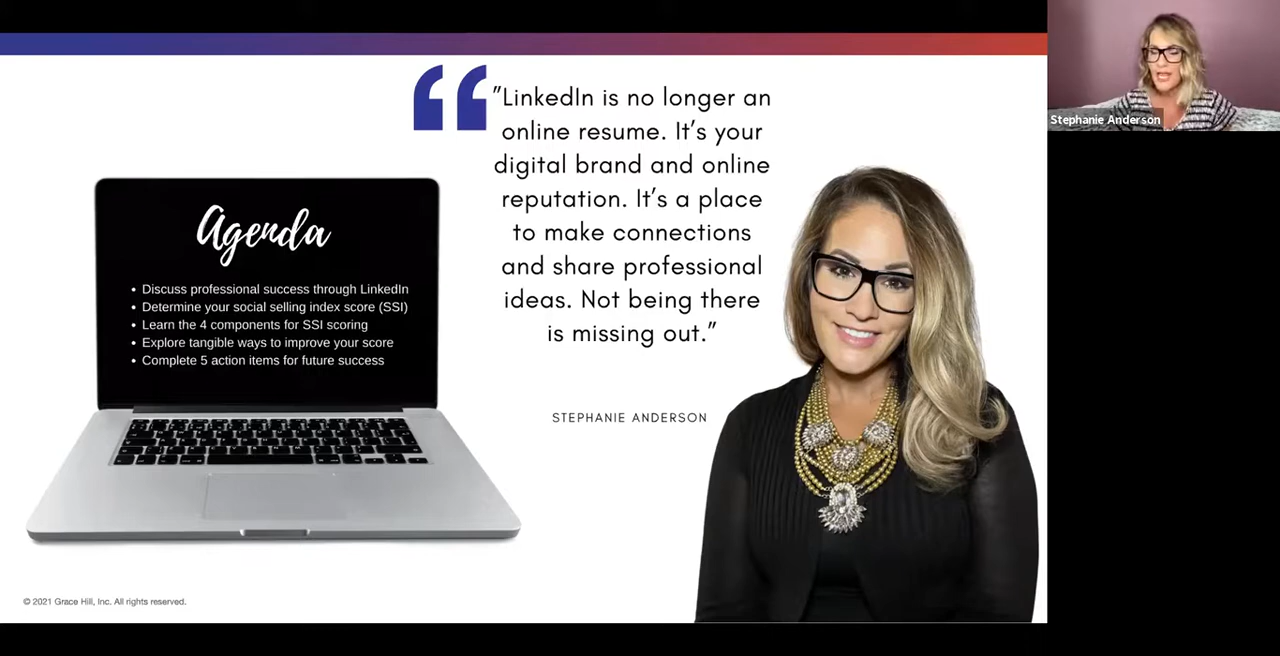 Agenda
• Discuss professional success through LinkedIn
• Determine your social selling index score (SSI)
• Learn the 4 components for SSI scoring
• Explore tangible ways to improve your score
• Complete 5 action items for future success
“
"LinkedIn is no longer an
online resume. It's your
digital brand and online
reputation. It's a place
to make connections
and share professional
ideas. Not being there
is missing out."
STEPHANIE ANDERSON
© 2021 Grace Hill, Inc. All rights reserved.
Stephanie Anderson